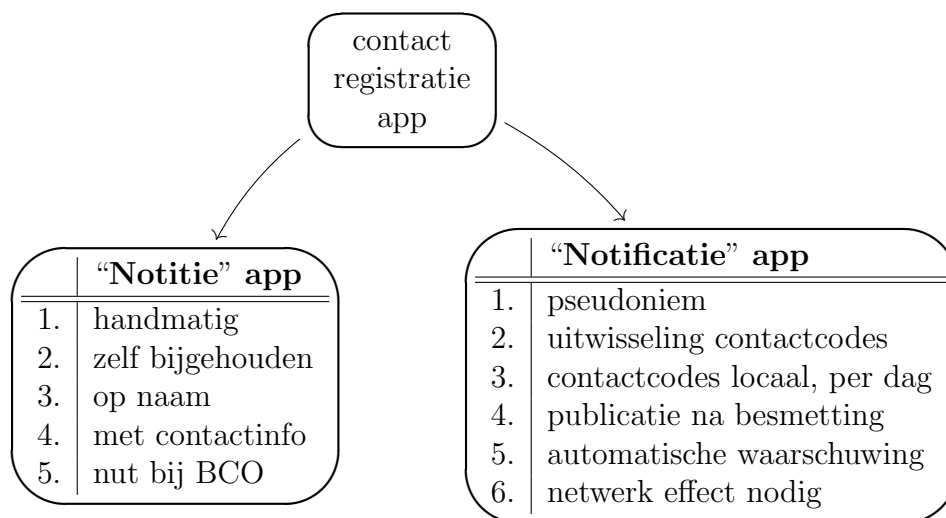 contact
registratie
app
“Notitie” app
1. handmatig
2. zelf bijgehouden
3. op naam
4. met contactinfo
5. nut bij BCO
“Notificatie” app
1. pseudoniem
2. uitwisseling contactcodes
3. contactcodes locaal, per dag
4. publicatie na besmetting
5. automatische waarschuwing
6. netwerk effect nodig